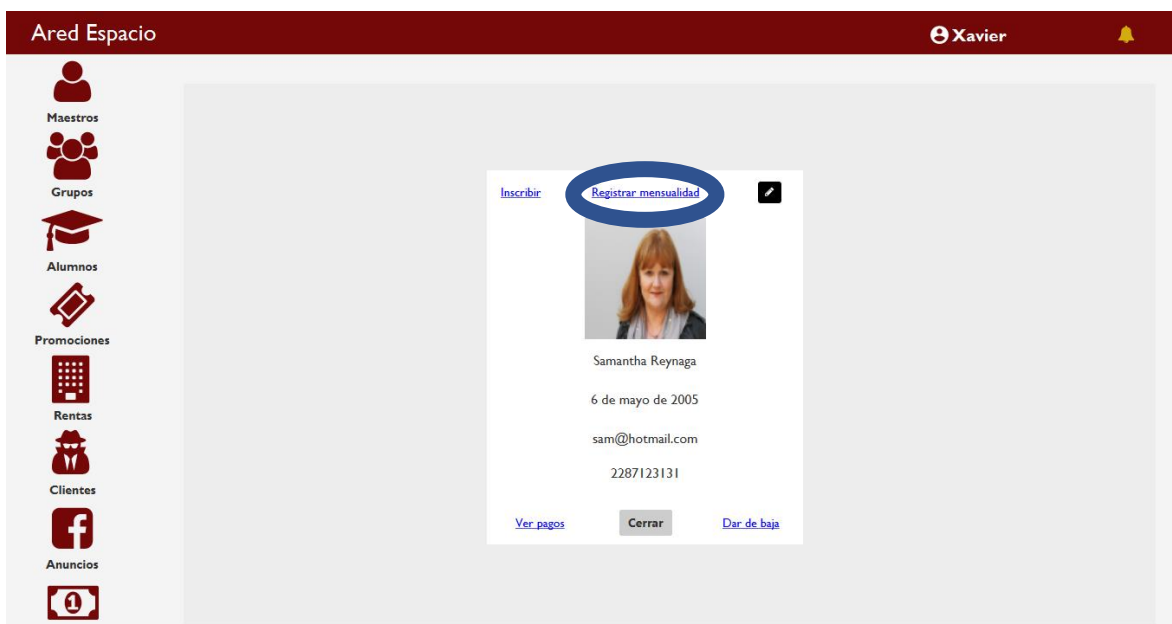 Ared Espacio
Xavier
Maestros
Grupos
Alumnos
Promociones
Rentas
Clientes
Anuncios
1
Inscribir
Registrar mensualidad
Samantha Reynaga
6 de mayo de 2005
sam@hotmail.com
2287123131
Ver pagos
Cerrar
Dar de baja